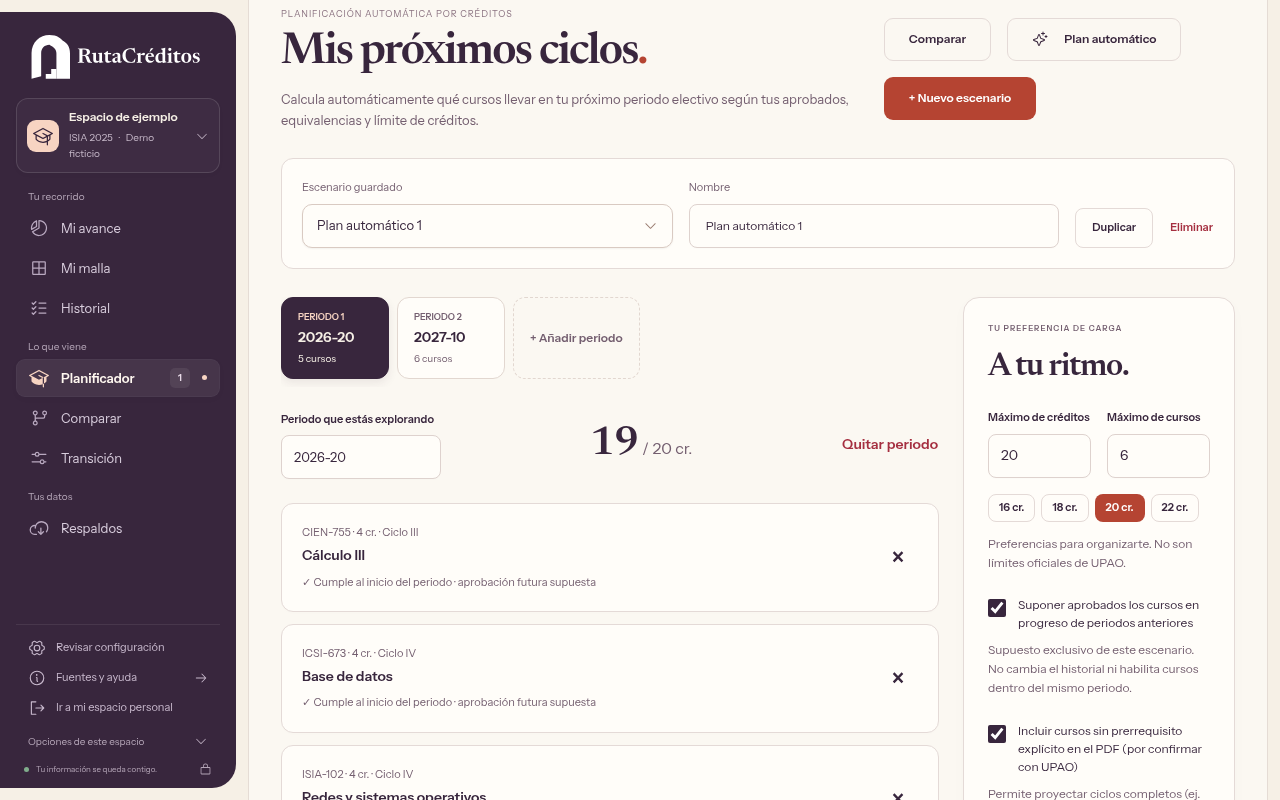 RutaCréditos
Espacio de ejemplo
ISIA 2025 · Demo
ficticio
Tu recorrido
Mi avance
Mi malla
Historial
Lo que viene
Planificador 1
Comparar
Transición
Tus datos
Respaldos
Revisar configuración
Fuentes y ayuda
Ir a mi espacio personal
Opciones de este espacio
Tu información se queda contigo.
PLANIFICACIÓN AUTOMÁTICA POR CRÉDITOS
Mis próximos ciclos.
Calcula automáticamente qué cursos llevar en tu próximo periodo electivo según tus aprobados,
equivalencias y límite de créditos.
Comparar
Plan automático
+ Nuevo escenario
Escenario guardado
Plan automático 1
Nombre
Plan automático 1
Duplicar
Eliminar
PERIODO 1
2026-20
5 cursos
PERIODO 2
2027-10
6 cursos
+ Añadir periodo
Periodo que estás explorando
2026-20
19 / 20 cr.
Quitar periodo
CIEN-755 · 4 cr. · Ciclo III
Cálculo III
✓ Cumple al inicio del periodo · aprobación futura supuesta
×
ICSI-673 · 4 cr. · Ciclo IV
Base de datos
✓ Cumple al inicio del periodo · aprobación futura supuesta
×
ISIA-102 · 4 cr. · Ciclo IV
Redes y sistemas operativos
×
TU PREFERENCIA DE CARGA
A tu ritmo.
Máximo de créditos
20
Máximo de cursos
6
16 cr.
18 cr.
20 cr.
22 cr.
Preferencias para organizarte. No son
límites oficiales de UPAO.
Suponer aprobados los cursos en
progreso de periodos anteriores
Supuesto exclusivo de este escenario.
No cambia el historial ni habilita cursos
dentro del mismo periodo.
Incluir cursos sin prerrequisito
explícito en el PDF (por confirmar
con UPAO)
Permite proyectar ciclos completos (ej.